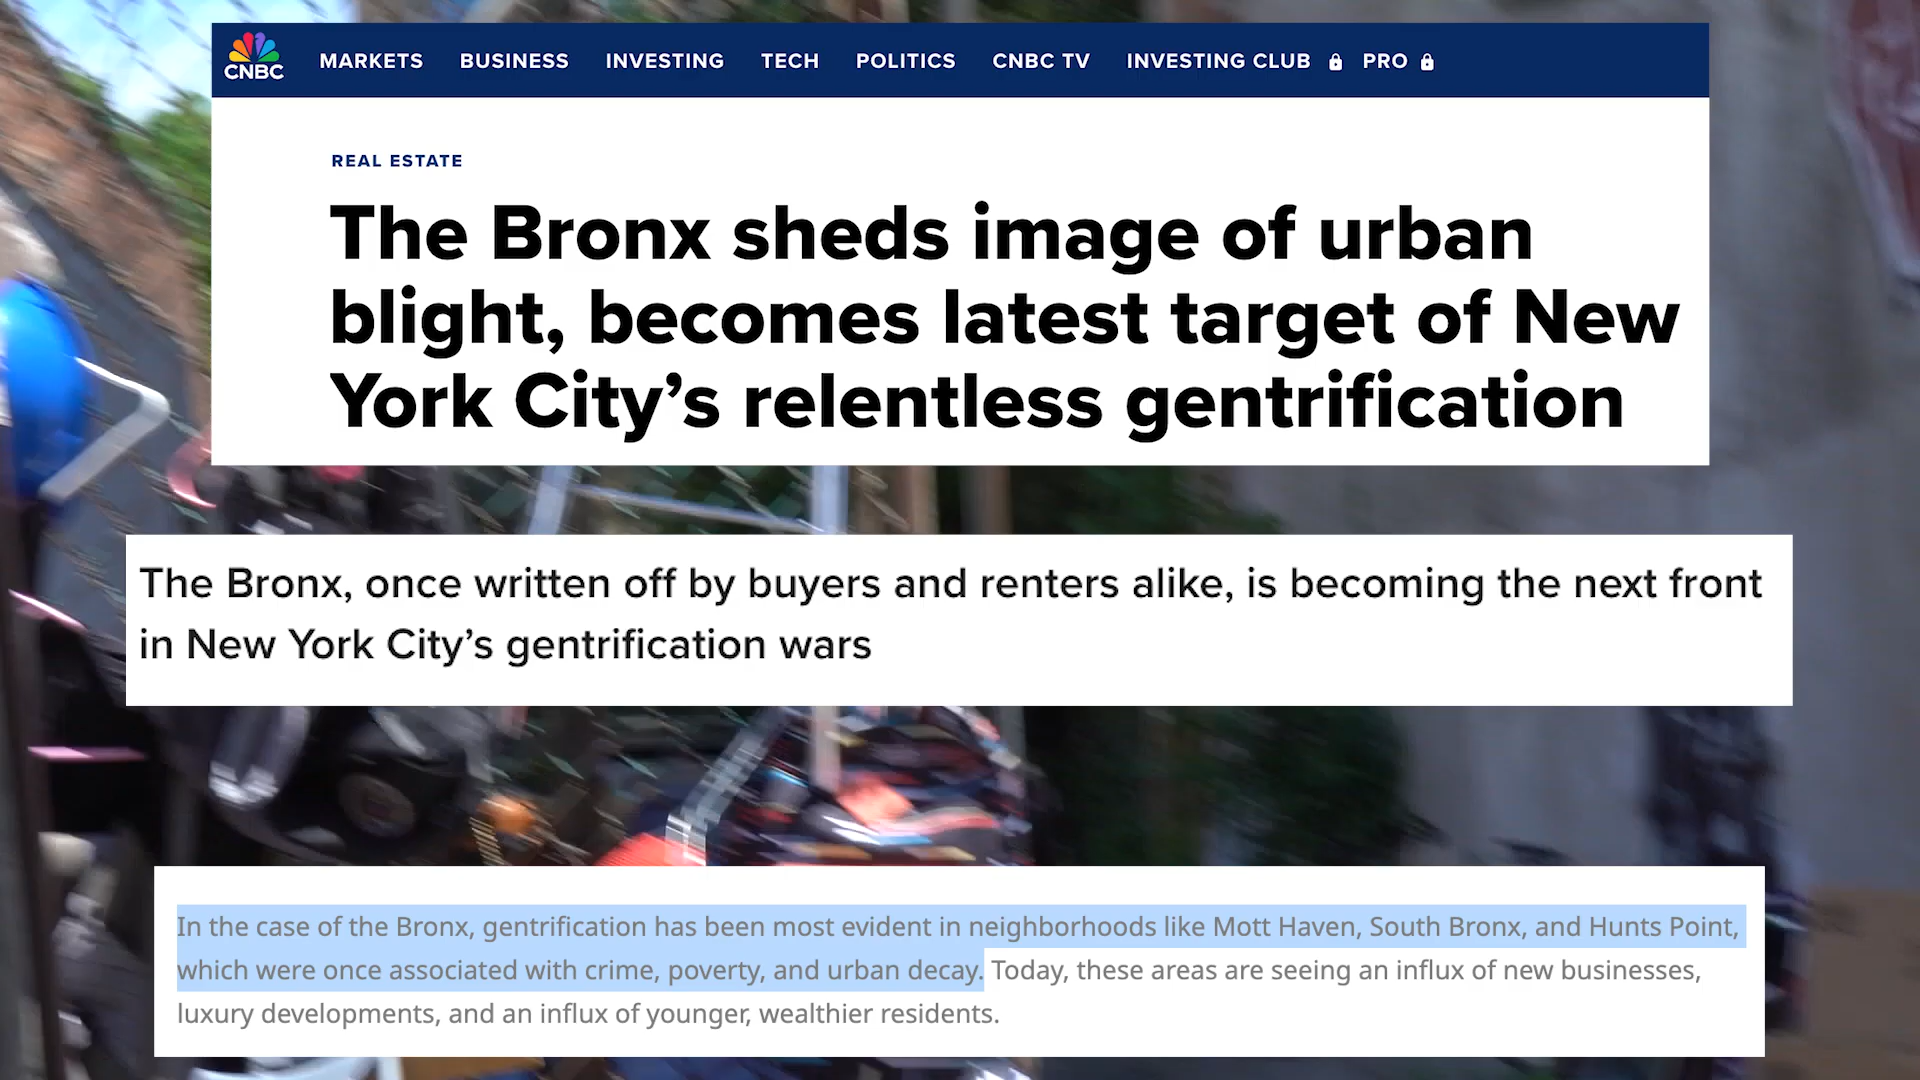 CNBC MARKETS BUSINESS INVESTING TECH POLITICS CNBC TV INVESTING CLUB PRO
REAL ESTATE
The Bronx sheds image of urban
blight, becomes latest target of New
York City’s relentless gentrification
The Bronx, once written off by buyers and renters alike, is becoming the next front
in New York City’s gentrification wars
In the case of the Bronx, gentrification has been most evident in neighborhoods like Mott Haven, South Bronx, and Hunts Point,
which were once associated with crime, poverty, and urban decay. Today, these areas are seeing an influx of new businesses,
luxury developments, and an influx of younger, wealthier residents.